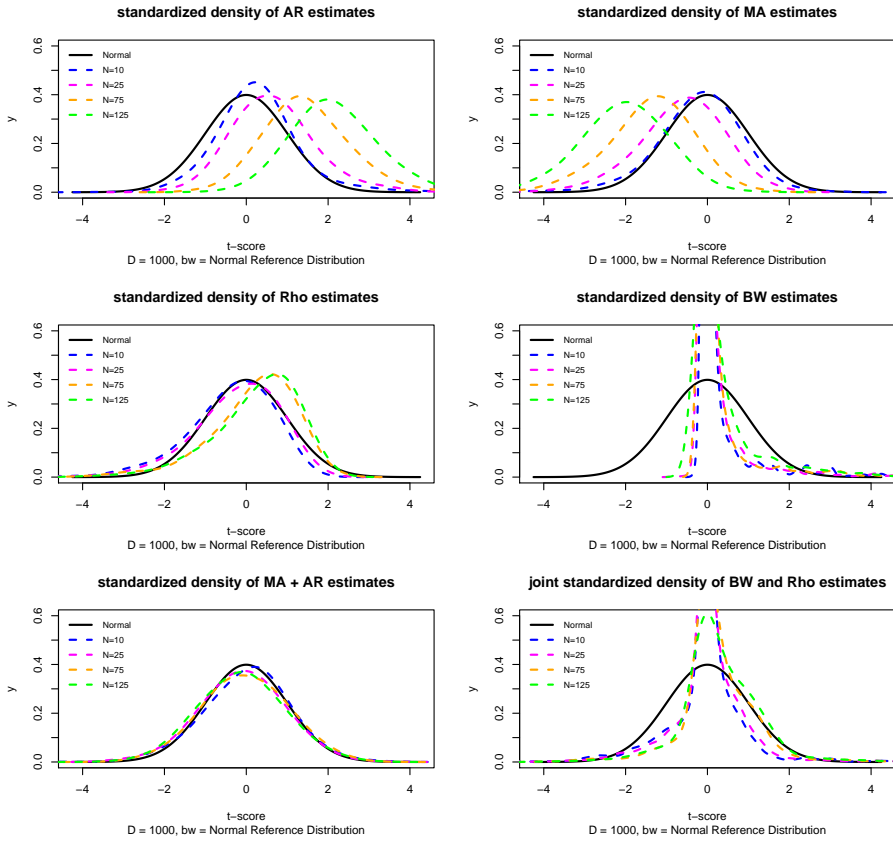 standardized density of AR estimates
y
0.0 0.2 0.4 0.6
Normal
N=10
N=25
N=75
N=125
−4 −2 0 2 4
t−score
D = 1000, bw = Normal Reference Distribution
standardized density of MA estimates
y
0.0 0.2 0.4 0.6
Normal
N=10
N=25
N=75
N=125
−4 −2 0 2 4
t−score
D = 1000, bw = Normal Reference Distribution
standardized density of Rho estimates
y
0.0 0.2 0.4 0.6
Normal
N=10
N=25
N=75
N=125
−4 −2 0 2 4
t−score
D = 1000, bw = Normal Reference Distribution
standardized density of BW estimates
y
0.0 0.2 0.4 0.6
Normal
N=10
N=25
N=75
N=125
−4 −2 0 2 4
t−score
D = 1000, bw = Normal Reference Distribution
standardized density of MA + AR estimates
y
0.0 0.2 0.4 0.6
Normal
N=10
N=25
N=75
N=125
−4 −2 0 2 4
t−score
D = 1000, bw = Normal Reference Distribution
joint standardized density of BW and Rho estimates
y
0.0 0.2 0.4 0.6
Normal
N=10
N=25
N=75
N=125
−4 −2 0 2 4
t−score
D = 1000, bw = Normal Reference Distribution